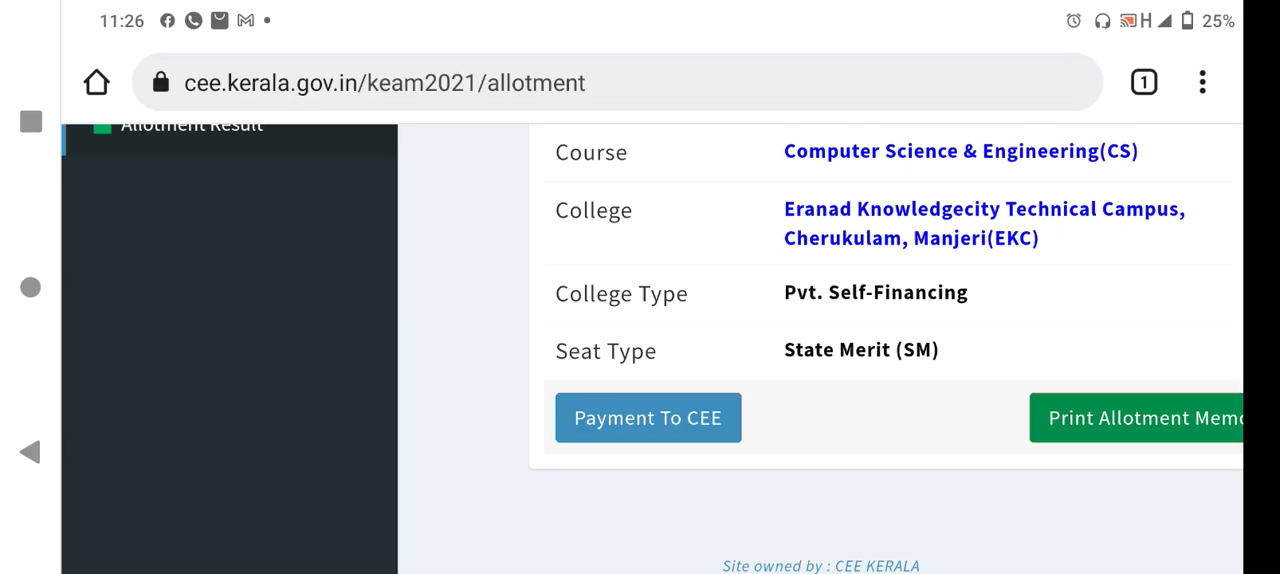 11:26
H
25%
cee.kerala.gov.in/keam2021/allotment
1
Allotment Result
Course
Computer Science & Engineering(CS)
College
Eranad Knowledgecity Technical Campus,
Cherukulam, Manjeri(EKC)
College Type
Pvt. Self-Financing
Seat Type
State Merit (SM)
Payment To CEE
Print Allotment Memo
Site owned by : CEE KERALA